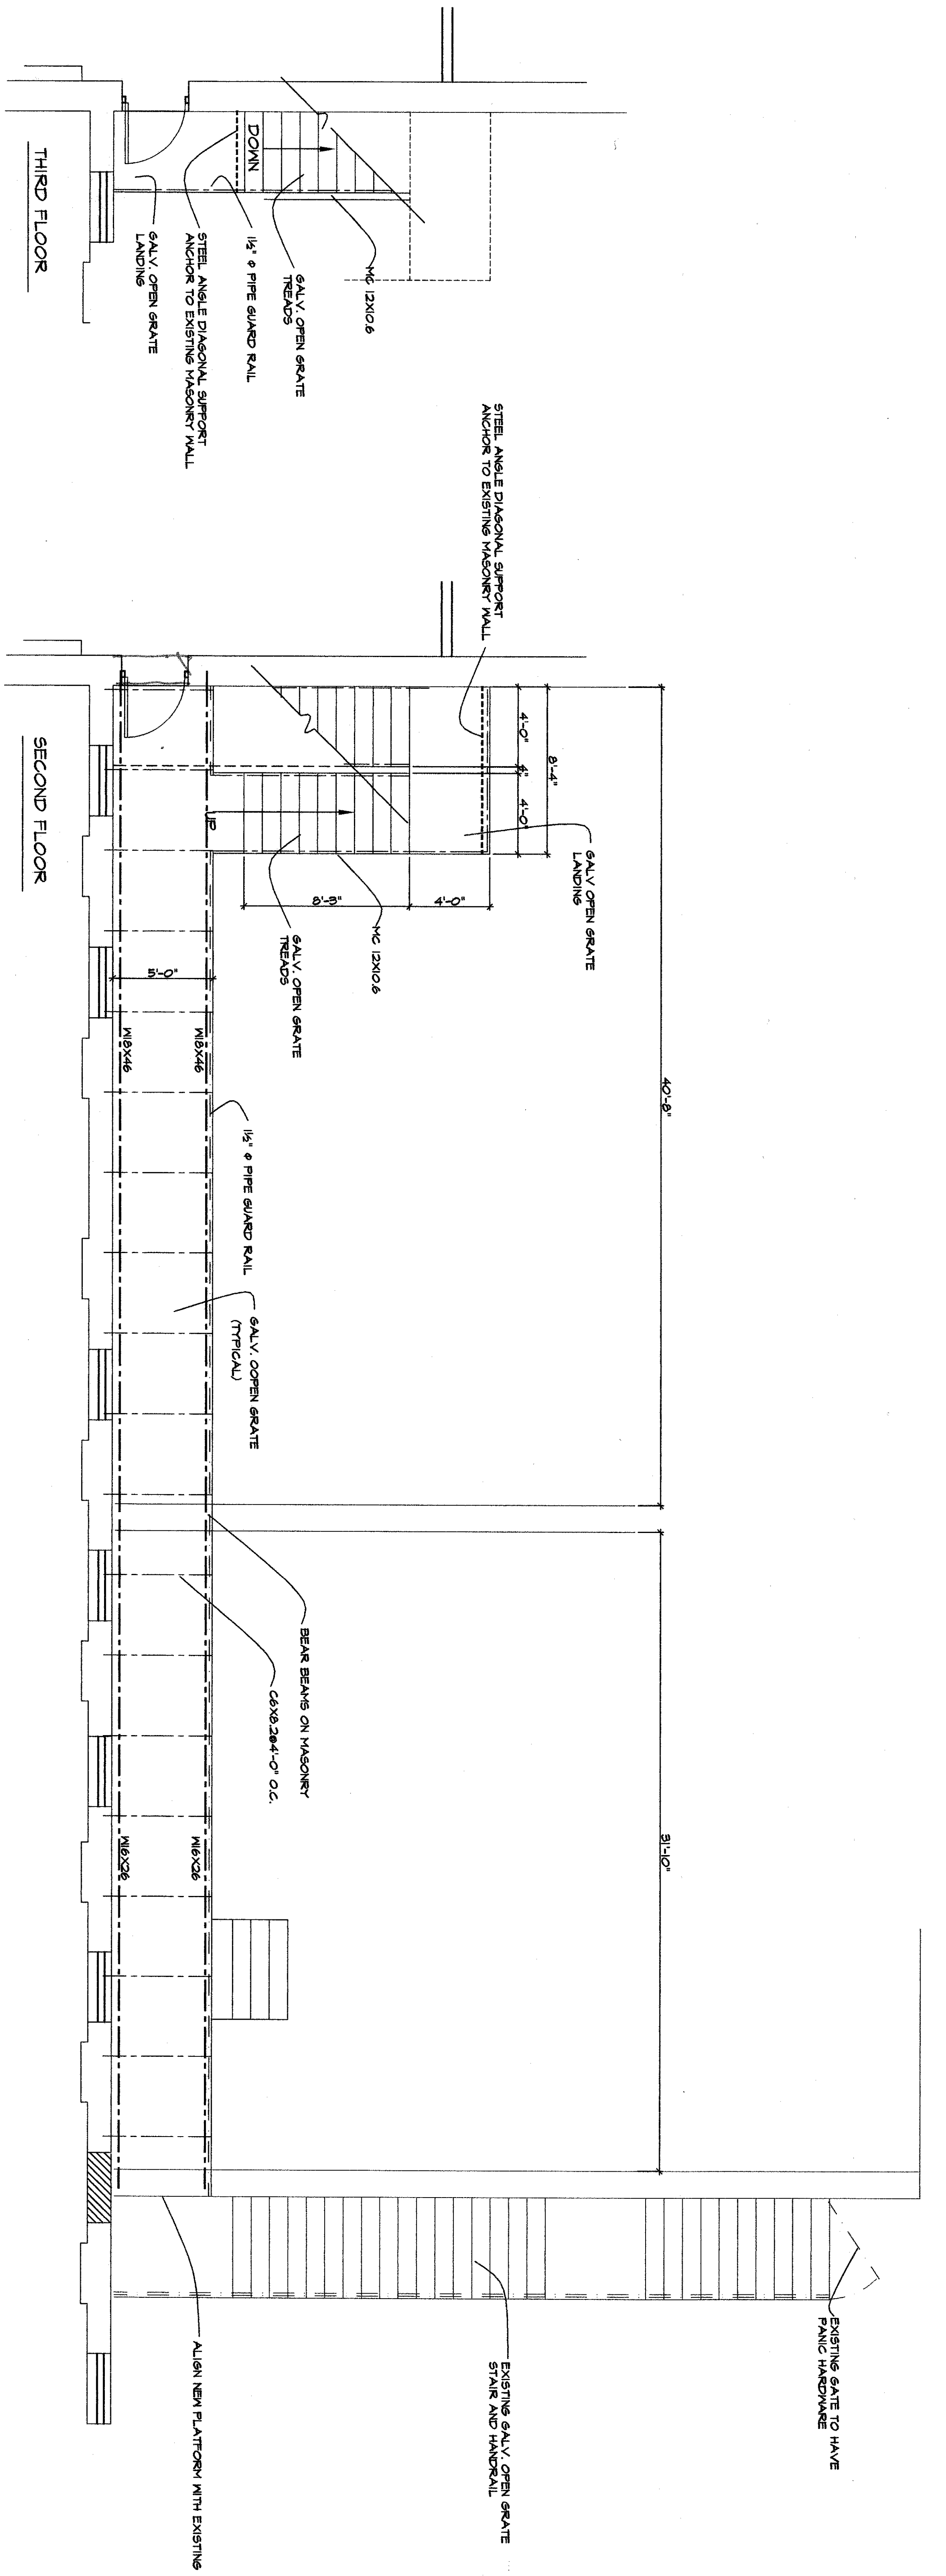 DOWN
MC 12X10.6
GALV. OPEN GRATE
TREADS
1½" Φ PIPE GUARD RAIL
STEEL ANGLE DIAGONAL SUPPORT
ANCHOR TO EXISTING MASONRY WALL
GALV. OPEN GRATE
LANDING
THIRD FLOOR
STEEL ANGLE DIAGONAL SUPPORT
ANCHOR TO EXISTING MASONRY WALL
8'-4"
4'-0"
4"
4'-0"
GALV OPEN GRATE
LANDING
4'-0"
MC 12X10.6
GALV. OPEN GRATE
TREADS
UP
5'-0"
W18X46
W18X46
40'-8"
1½" Φ PIPE GUARD RAIL
GALV. OOPEN GRATE
(TYPICAL)
BEAR BEAMS ON MASONRY
C6X8.2@4'-0" O.C.
31'-10"
W16X26
W16X26
SECOND FLOOR
EXISTING GATE TO HAVE
PANIC HARDWARE
EXISTING GALV. OPEN GRATE
STAIR AND HANDRAIL
ALIGN NEW PLATFORM WITH EXISTING